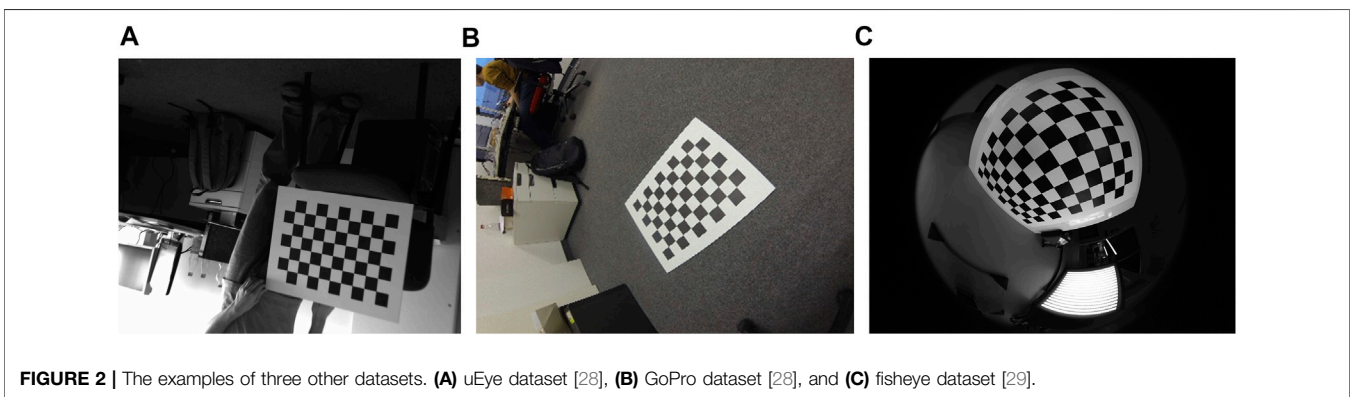 A
B
C
FIGURE 2 | The examples of three other datasets. (A) uEye dataset [28], (B) GoPro dataset [28], and (C) fisheye dataset [29].